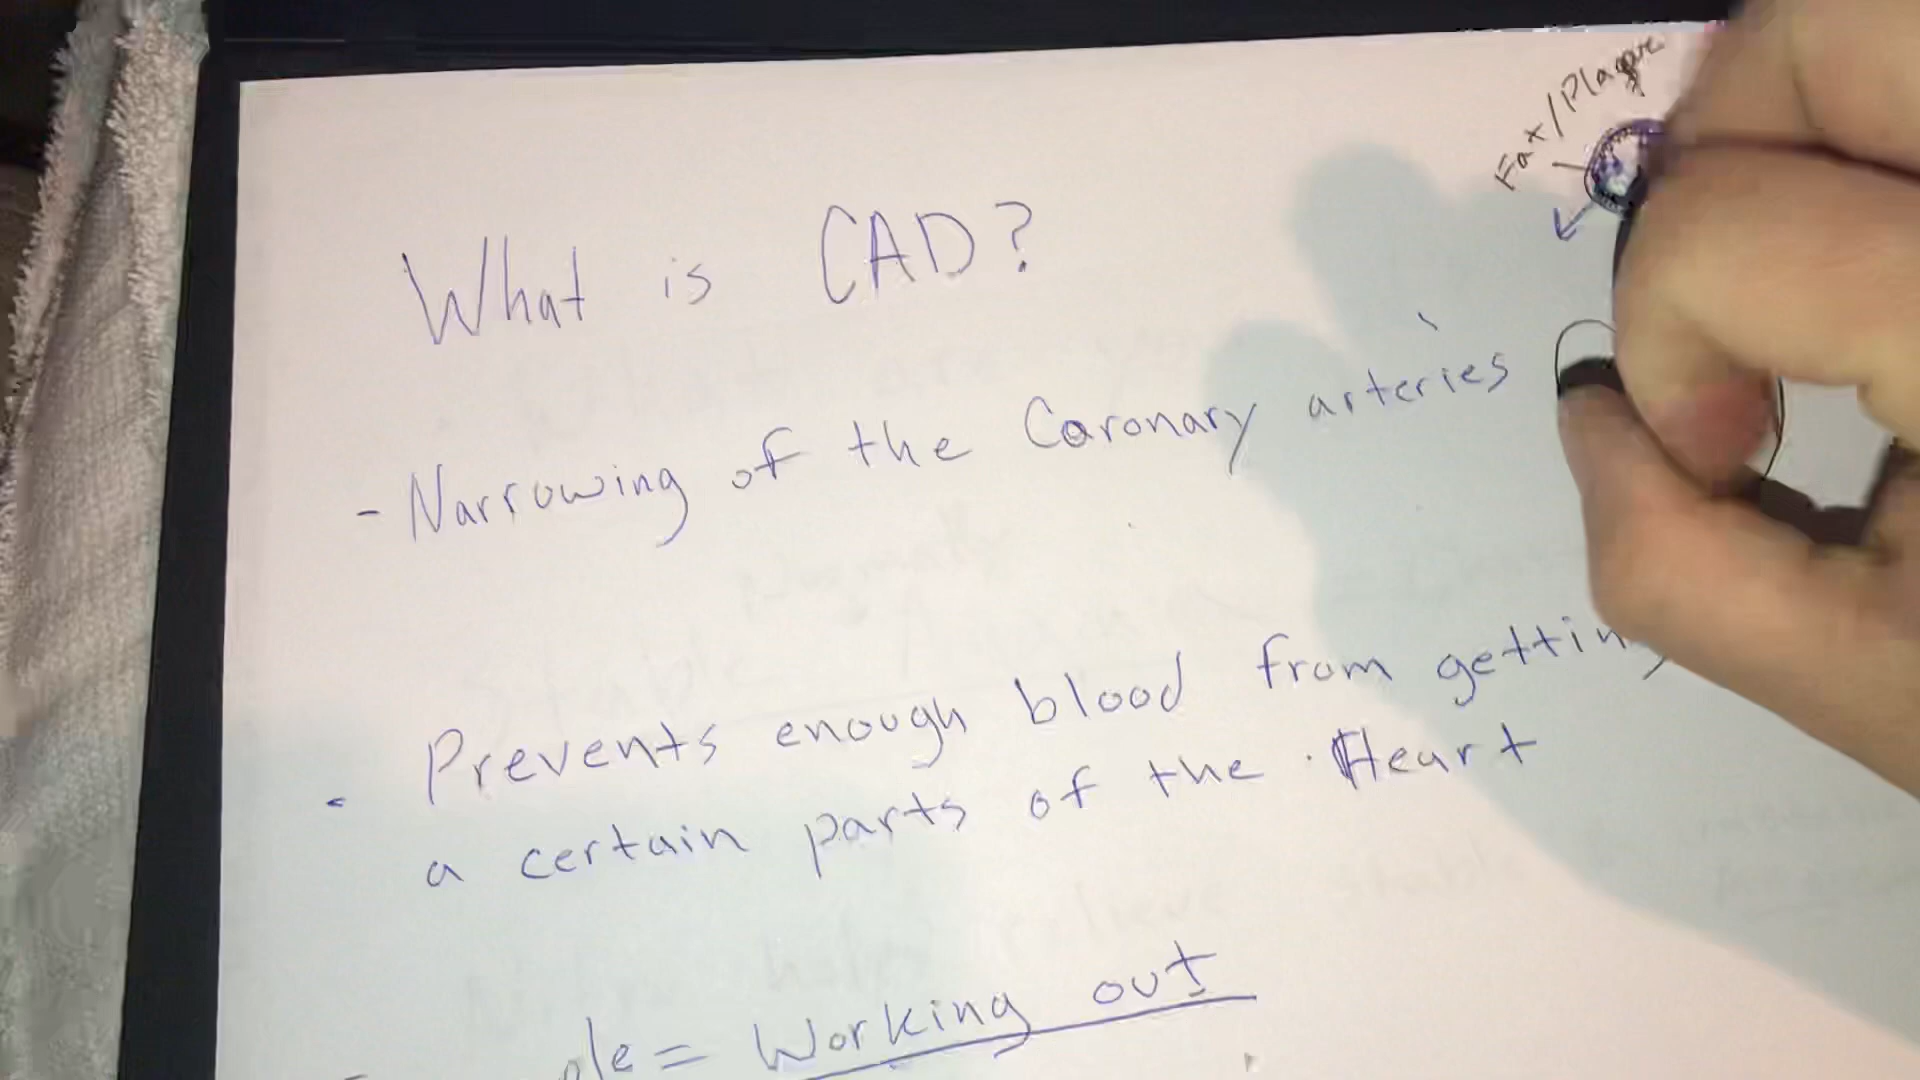 Fat/Plaque
What is CAD?
- Narrowing of the Coronary arteries
- Prevents enough blood from getting
a certain parts of the Heart
= Working out